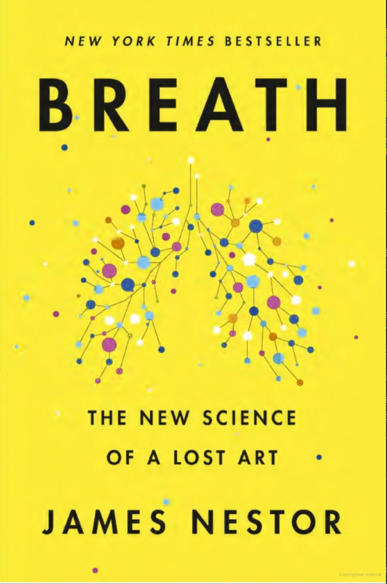 NEW YORK TIMES BESTSELLER
BREATH
THE NEW SCIENCE
OF A LOST ART
JAMES NESTOR